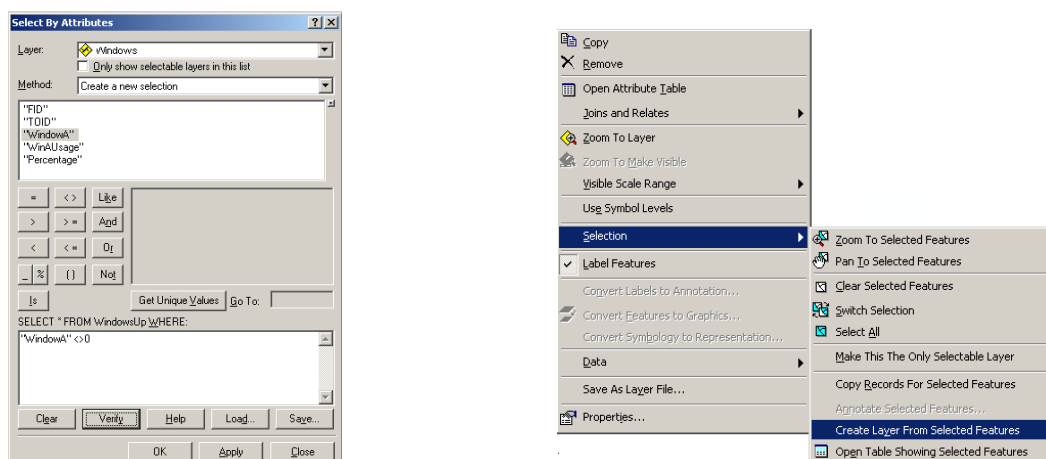 Select By Attributes
Layer: Windows
Only show selectable layers in this list
Method: Create a new selection
"FID"
"TOID"
"WindowA"
"WinAUsage"
"Percentage"
= <> Like
> >= And
< <= Or
_ % () Not
Is Get Unique Values Go To:
SELECT * FROM WindowsUp WHERE:
"WindowA" <>0
Clear Verify Help Load... Save...
OK Apply Close
Copy
Remove
Open Attribute Table
Joins and Relates
Zoom To Layer
Zoom To Make Visible
Visible Scale Range
Use Symbol Levels
Selection
Label Features
Convert Labels to Annotation...
Convert Features to Graphics...
Convert Symbology to Representation...
Data
Save As Layer File...
Properties...
Zoom To Selected Features
Pan To Selected Features
Clear Selected Features
Switch Selection
Select All
Make This The Only Selectable Layer
Copy Records For Selected Features
Annotate Selected Features...
Create Layer From Selected Features
Open Table Showing Selected Features